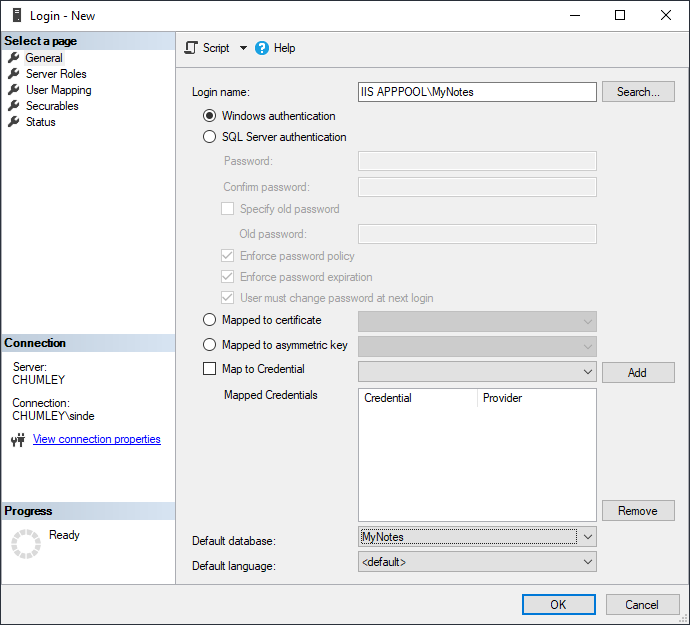 Login - New
Select a page
General
Server Roles
User Mapping
Securables
Status
Connection
Server:
CHUMLEY
Connection:
CHUMLEY\sinde
View connection properties
Progress
Ready
Script
Help
Login name:
IIS APPPOOL\MyNotes
Search...
Windows authentication
SQL Server authentication
Password:
Confirm password:
Specify old password
Old password:
Enforce password policy
Enforce password expiration
User must change password at next login
Mapped to certificate
Mapped to asymmetric key
Map to Credential
Add
Mapped Credentials
Credential Provider
Remove
Default database:
MyNotes
Default language:
<default>
OK
Cancel